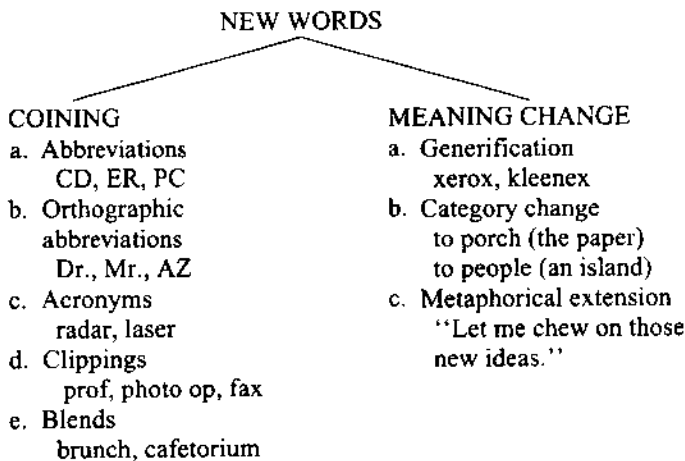 NEW WORDS
COINING
a. Abbreviations
CD, ER, PC
b. Orthographic
abbreviations
Dr., Mr., AZ
c. Acronyms
radar, laser
d. Clippings
prof, photo op, fax
e. Blends
brunch, cafetorium
MEANING CHANGE
a. Generification
xerox, kleenex
b. Category change
to porch (the paper)
to people (an island)
c. Metaphorical extension
‘‘Let me chew on those
new ideas.’’